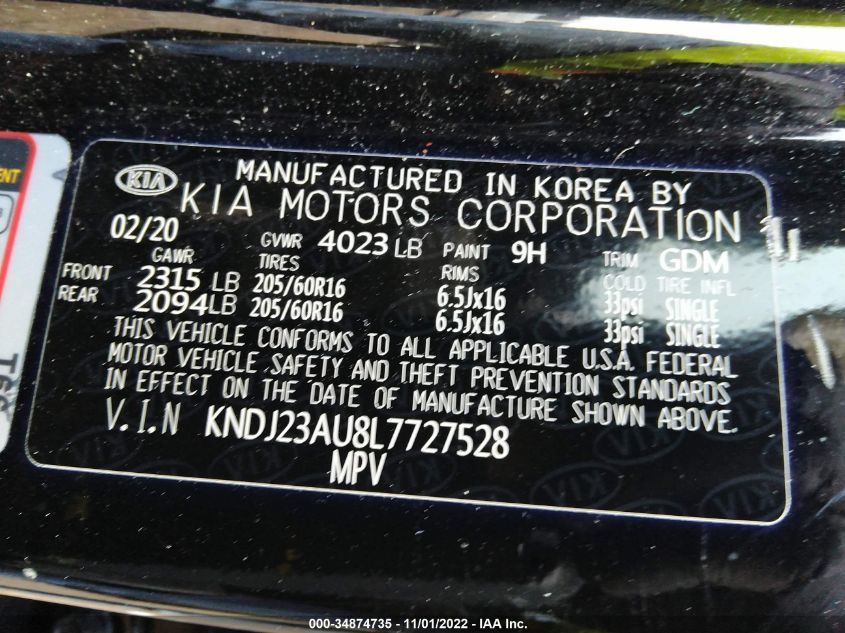 KIA
MANUFACTURED IN KOREA BY
KIA MOTORS CORPORATION
02/20 GVWR 4023 LB PAINT 9H TRIM GDM
GAWR TIRES RIMS COLD TIRE INFL
FRONT 2315 LB 205/60R16 6.5Jx16 33psi SINGLE
REAR 2094LB 205/60R16 6.5Jx16 33psi SINGLE
THIS VEHICLE CONFORMS TO ALL APPLICABLE U.S.A. FEDERAL
MOTOR VEHICLE SAFETY AND THEFT PREVENTION STANDARDS
IN EFFECT ON THE DATE OF MANUFACTURE SHOWN ABOVE.
V.I.N KNDJ23AU8L7727528
MPV
000-34874735 - 11/01/2022 - IAA Inc.